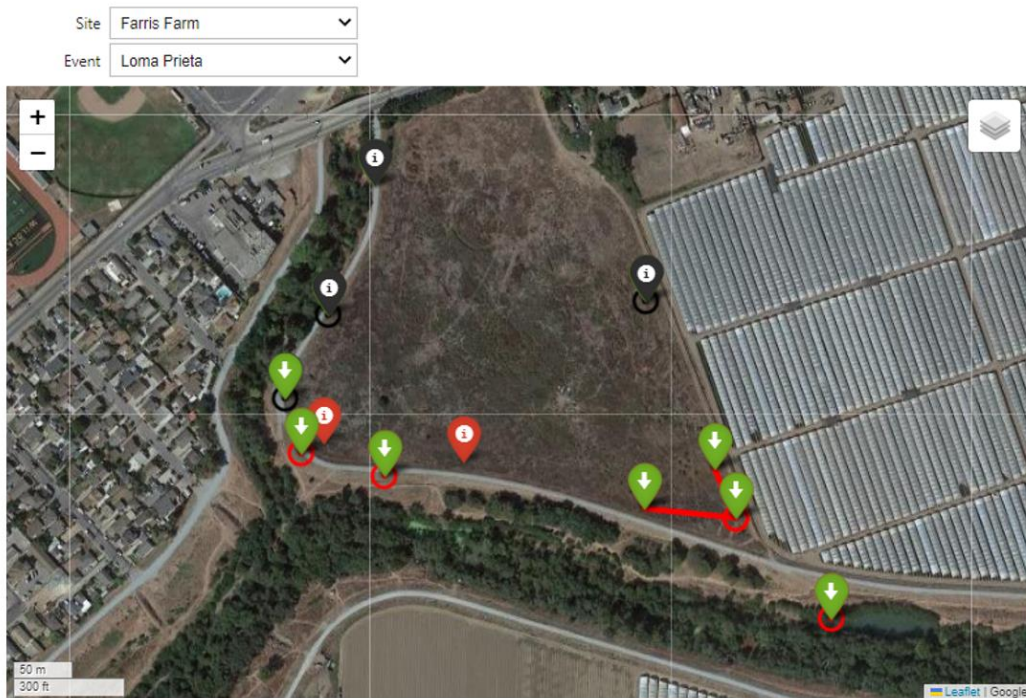 Site Farris Farm
Event Loma Prieta
+
−
i
i
i
i
i
50 m
300 ft
Leaflet | Google